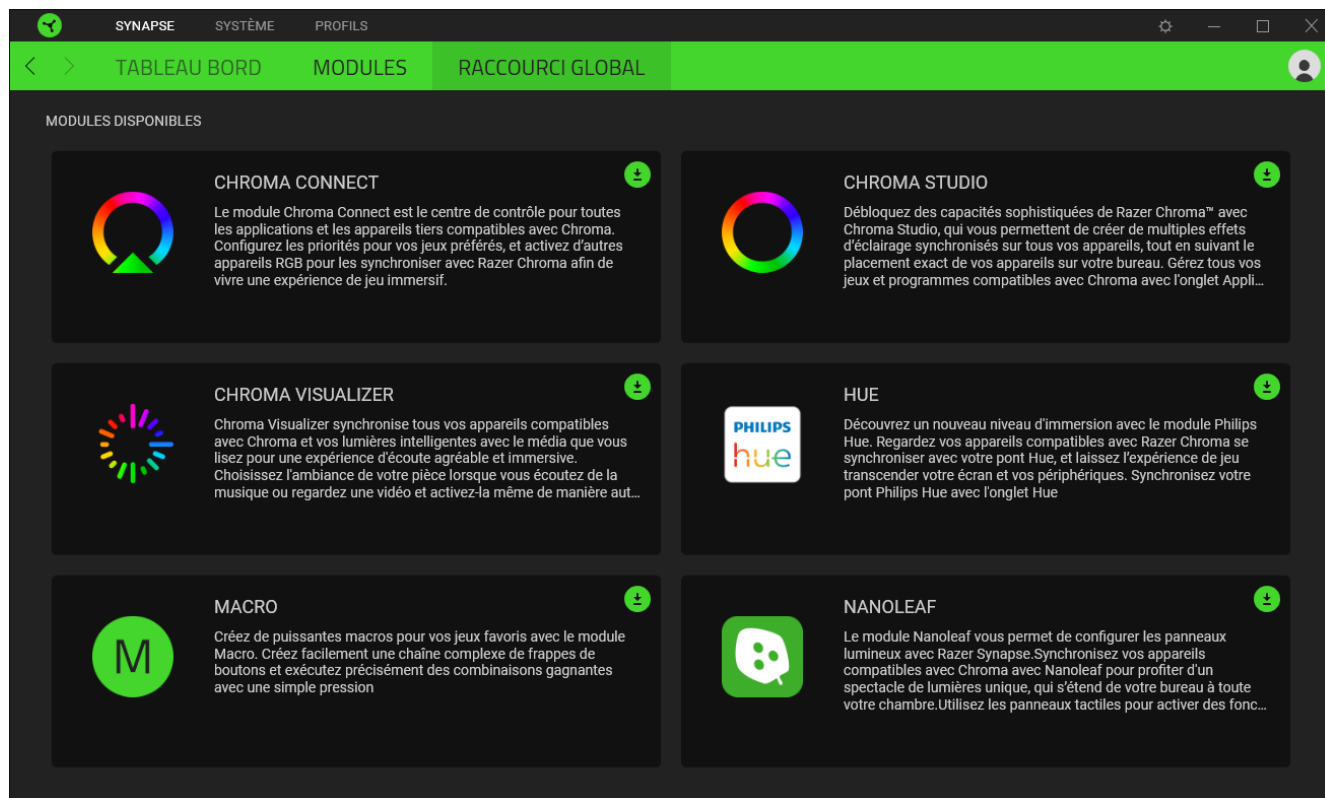 SYNAPSE SYSTÈME PROFILS
TABLEAU BORD MODULES RACCOURCI GLOBAL
MODULES DISPONIBLES
CHROMA CONNECT
Le module Chroma Connect est le centre de contrôle pour toutes
les applications et les appareils tiers compatibles avec Chroma.
Configurez les priorités pour vos jeux préférés, et activez d'autres
appareils RGB pour les synchroniser avec Razer Chroma afin de
vivre une expérience de jeu immersif.
CHROMA STUDIO
Débloquez des capacités sophistiquées de Razer Chroma™ avec
Chroma Studio, qui vous permettent de créer de multiples effets
d'éclairage synchronisés sur tous vos appareils, tout en suivant le
placement exact de vos appareils sur votre bureau. Gérez tous vos
jeux et programmes compatibles avec Chroma avec l'onglet Appli...
CHROMA VISUALIZER
Chroma Visualizer synchronise tous vos appareils compatibles
avec Chroma et vos lumières intelligentes avec le média que vous
lisez pour une expérience d'écoute agréable et immersive.
Choisissez l'ambiance de votre pièce lorsque vous écoutez de la
musique ou regardez une vidéo et activez-la même de manière aut...
PHILIPS
hue
HUE
Découvrez un nouveau niveau d'immersion avec le module Philips
Hue. Regardez vos appareils compatibles avec Razer Chroma se
synchroniser avec votre pont Hue, et laissez l'expérience de jeu
transcender votre écran et vos périphériques. Synchronisez votre
pont Philips Hue avec l'onglet Hue
M
MACRO
Créez de puissantes macros pour vos jeux favoris avec le module
Macro. Créez facilement une chaîne complexe de frappes de
boutons et exécutez précisément des combinaisons gagnantes
avec une simple pression
NANOLEAF
Le module Nanoleaf vous permet de configurer les panneaux
lumineux avec Razer Synapse.Synchronisez vos appareils
compatibles avec Chroma avec Nanoleaf pour profiter d'un
spectacle de lumières unique, qui s'étend de votre bureau à toute
votre chambre.Utilisez les panneaux tactiles pour activer des fonc...